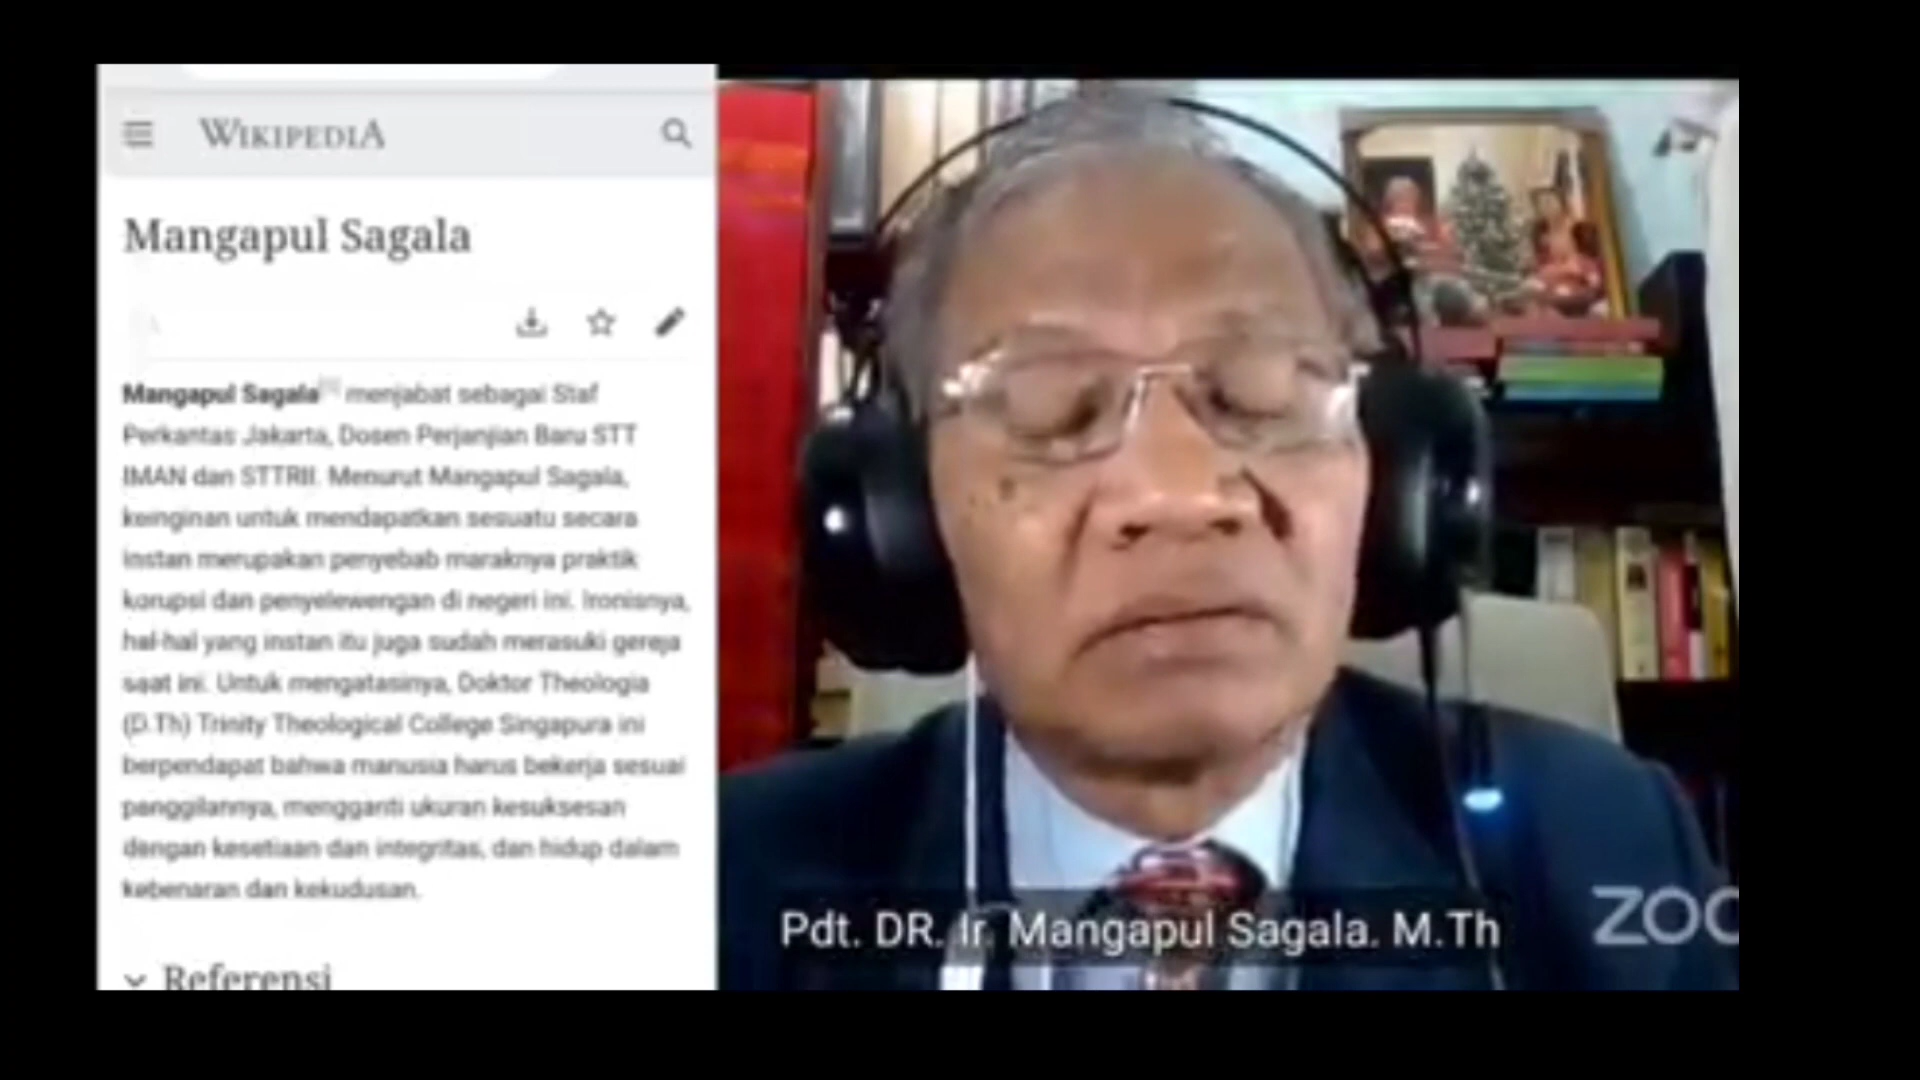 WIKIPEDIA
Mangapul Sagala
Mangapul Sagala menjabat sebagai Staf
Perkantas Jakarta, Dosen Perjanjian Baru STT
IMAN dan STTRII. Menurut Mangapul Sagala,
keinginan untuk mendapatkan sesuatu secara
instan merupakan penyebab maraknya praktik
korupsi dan penyelewengan di negeri ini. Ironisnya,
hal-hal yang instan itu juga sudah merasuki gereja
saat ini. Untuk mengatasinya, Doktor Theologia
(D.Th) Trinity Theological College Singapura ini
berpendapat bahwa manusia harus bekerja sesuai
panggilannya, mengganti ukuran kesuksesan
dengan kesetiaan dan integritas, dan hidup dalam
kebenaran dan kekudusan.
Referensi
Pdt. DR. Ir. Mangapul Sagala. M.Th
ZOO